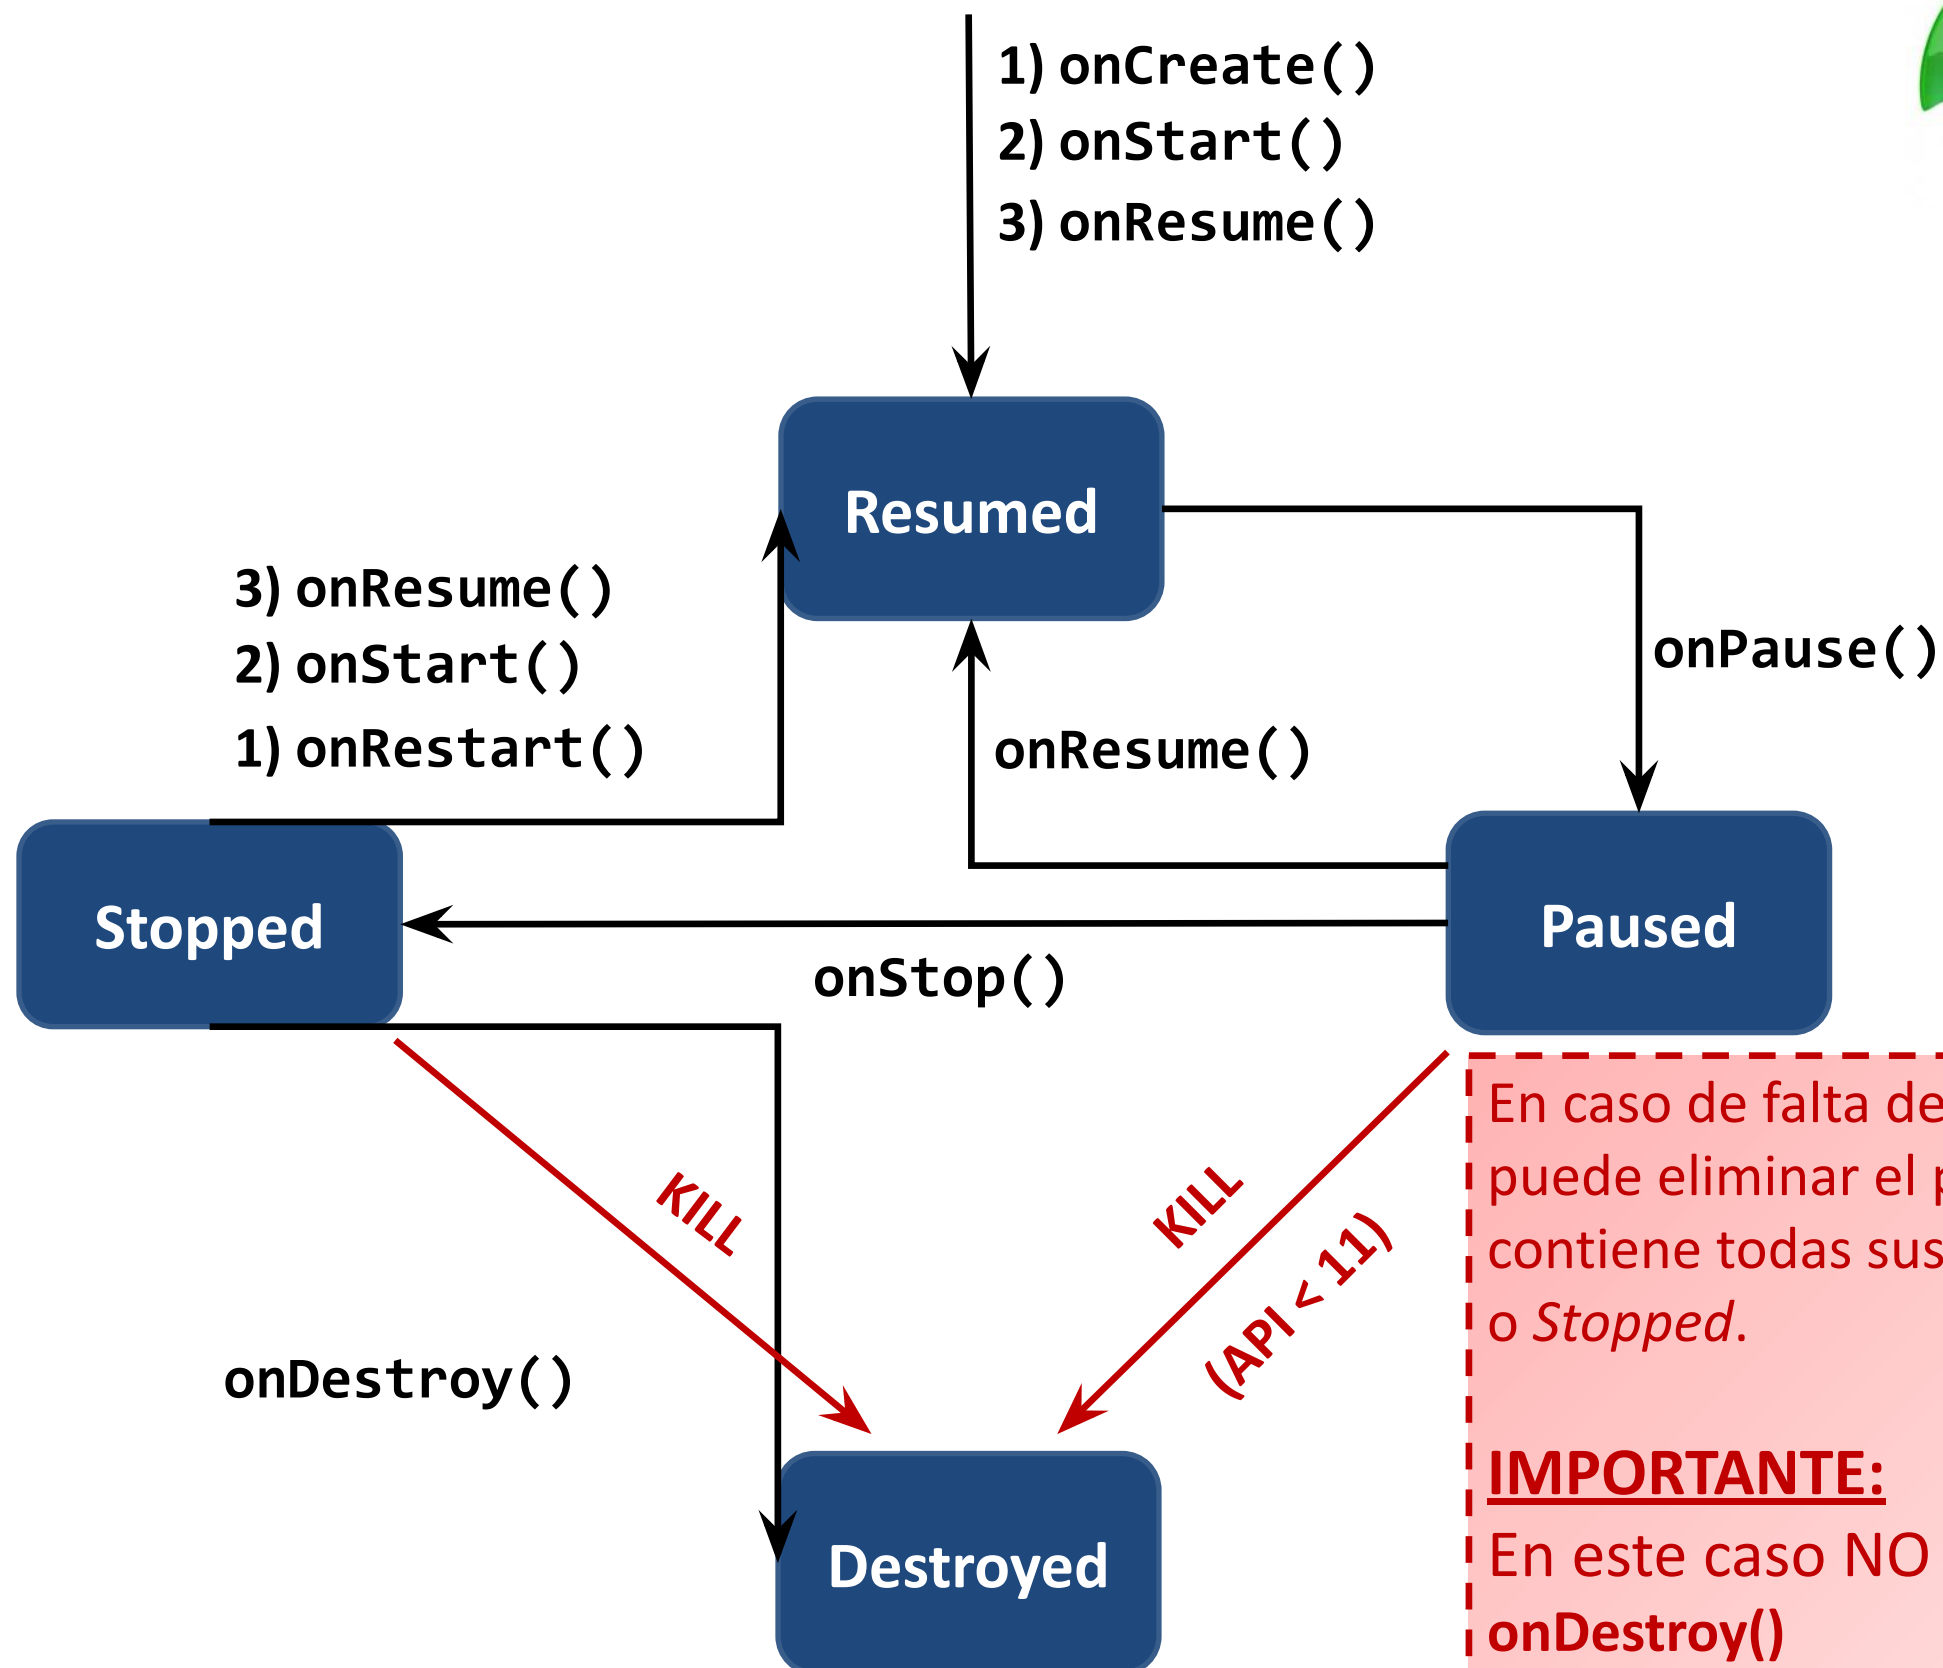 1) onCreate()
2) onStart()
3) onResume()
Resumed
3) onResume()
2) onStart()
1) onRestart()
onPause()
onResume()
Stopped
Paused
onStop()
KILL
KILL
(API < 11)
onDestroy()
Destroyed
En caso de falta de
puede eliminar el
contiene todas sus
o Stopped.
IMPORTANTE:
En este caso NO
onDestroy()